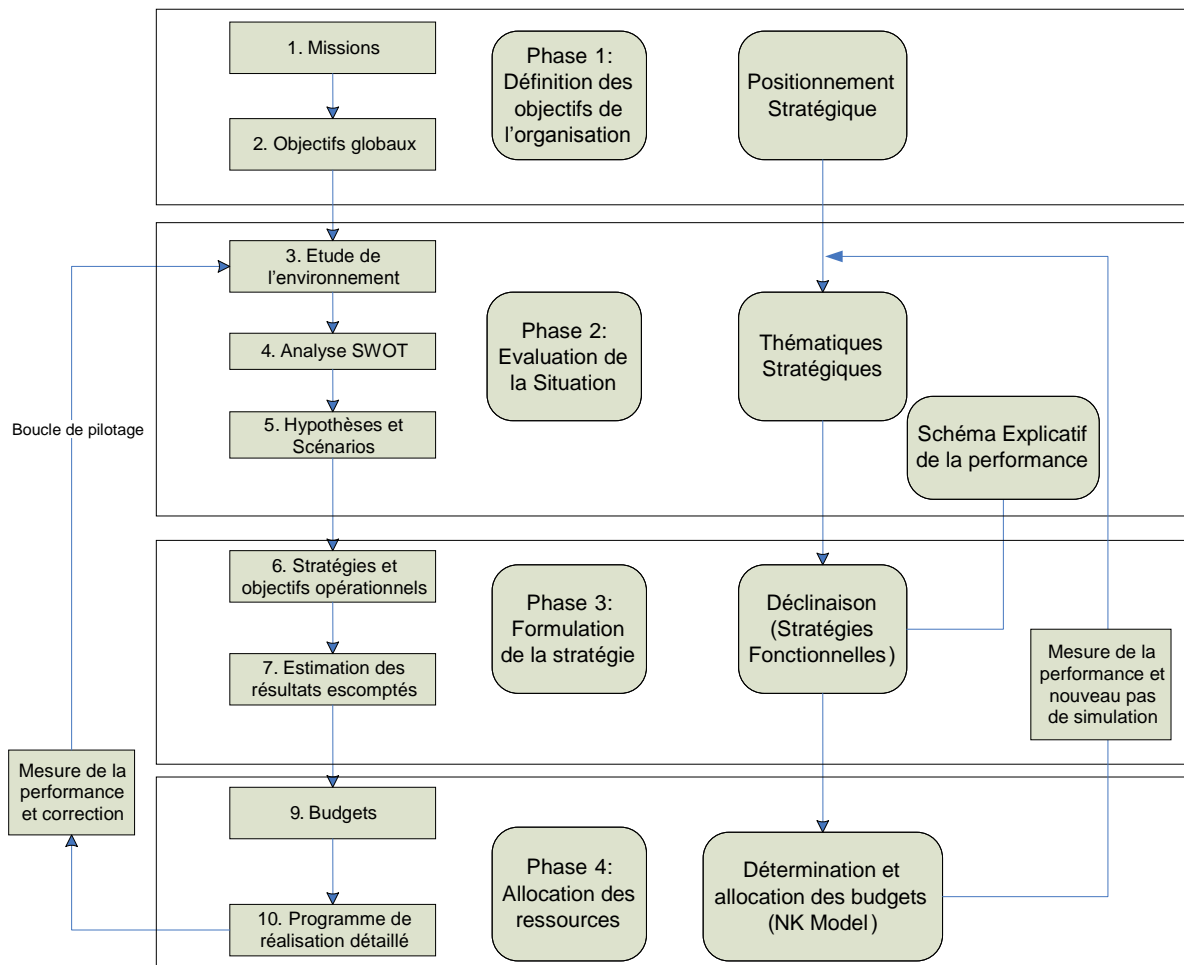 1. Missions
2. Objectifs globaux
Phase 1:
Définition des
objectifs de
l'organisation
Positionnement
Stratégique
3. Etude de
l'environnement
4. Analyse SWOT
5. Hypothèses et
Scénarios
Phase 2:
Evaluation de
la Situation
Thématiques
Stratégiques
Schéma Explicatif
de la performance
Boucle de pilotage
6. Stratégies et
objectifs opérationnels
7. Estimation des
résultats escomptés
Phase 3:
Formulation
de la stratégie
Déclinaison
(Stratégies
Fonctionnelles)
Mesure de la
performance et
nouveau pas
de simulation
Mesure de la
performance
et correction
9. Budgets
10. Programme de
réalisation détaillé
Phase 4:
Allocation des
ressources
Détermination et
allocation des budgets
(NK Model)